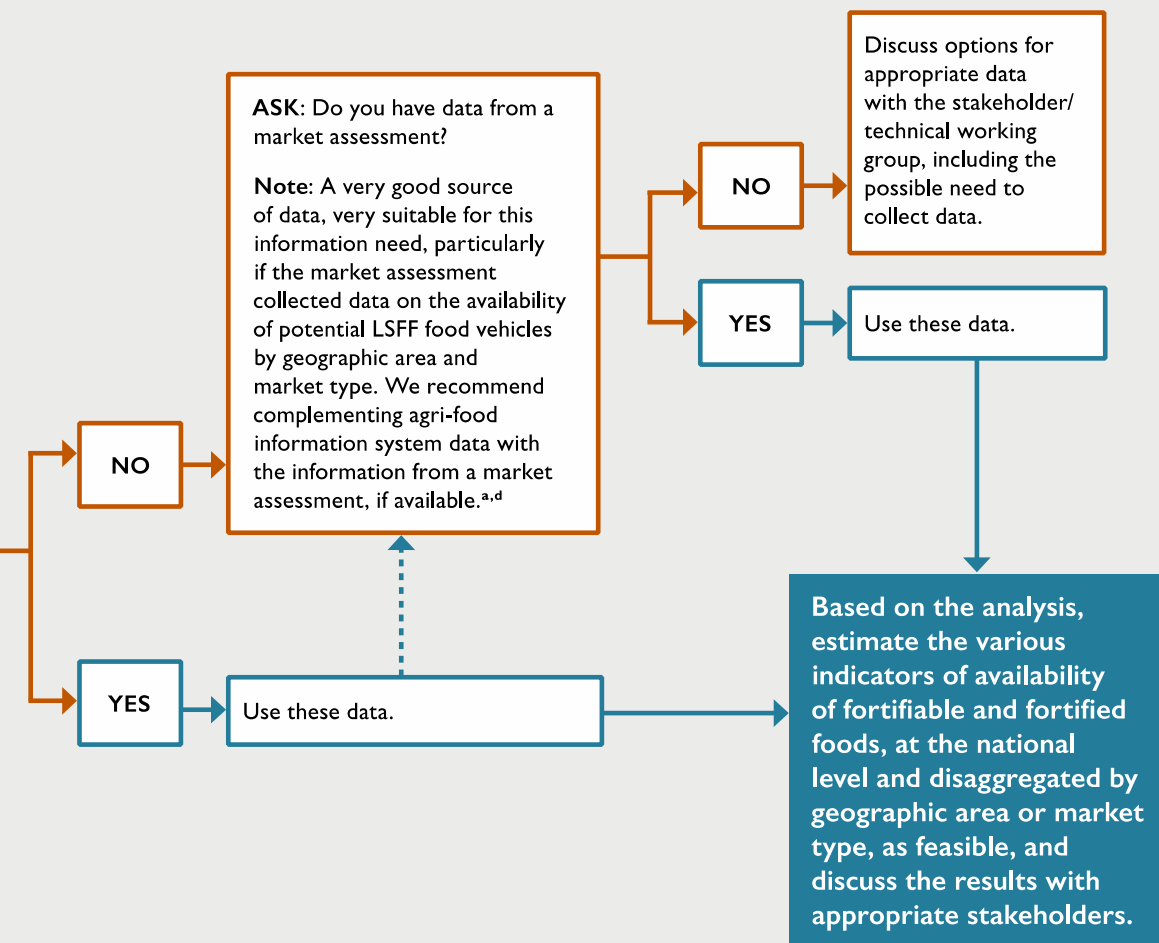 NO
YES
Use these data.
ASK: Do you have data from a
market assessment?
Note: A very good source
of data, very suitable for this
information need, particularly
if the market assessment
collected data on the availability
of potential LSFF food vehicles
by geographic area and
market type. We recommend
complementing agri-food
information system data with
the information from a market
assessment, if available.a,d
NO
Discuss options for
appropriate data
with the stakeholder/
technical working
group, including the
possible need to
collect data.
YES
Use these data.
Based on the analysis,
estimate the various
indicators of availability
of fortifiable and fortified
foods, at the national
level and disaggregated by
geographic area or market
type, as feasible, and
discuss the results with
appropriate stakeholders.